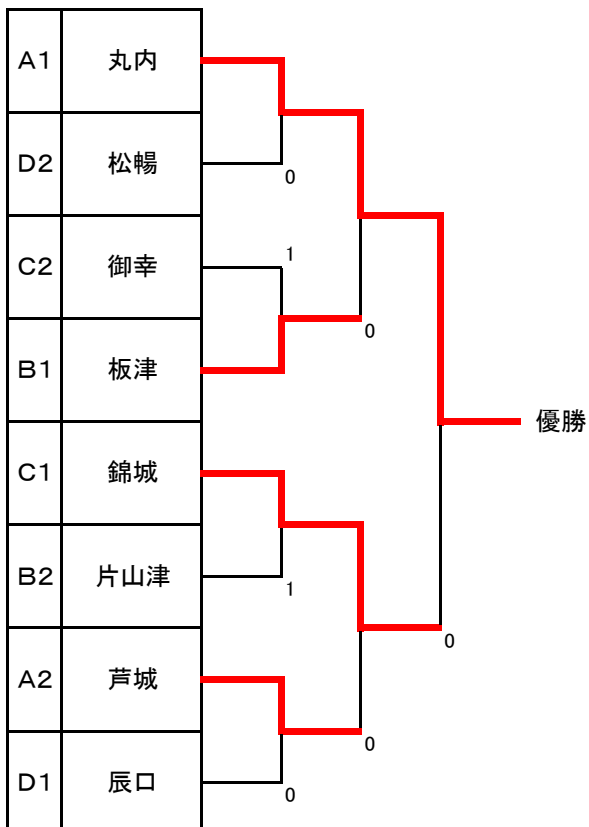 A1 丸内
D2 松暢
0
1
C2 御幸
0
B1 板津
優勝
C1 錦城
B2 片山津
1
0
A2 芦城
0
D1 辰口
0